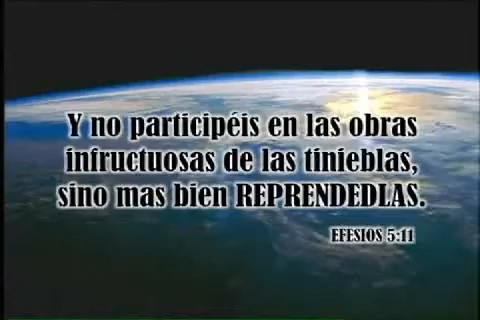 Y no participéis en las obras
infructuosas de las tinieblas,
sino mas bien REPRENDEDLAS.
EFESIOS 5:11